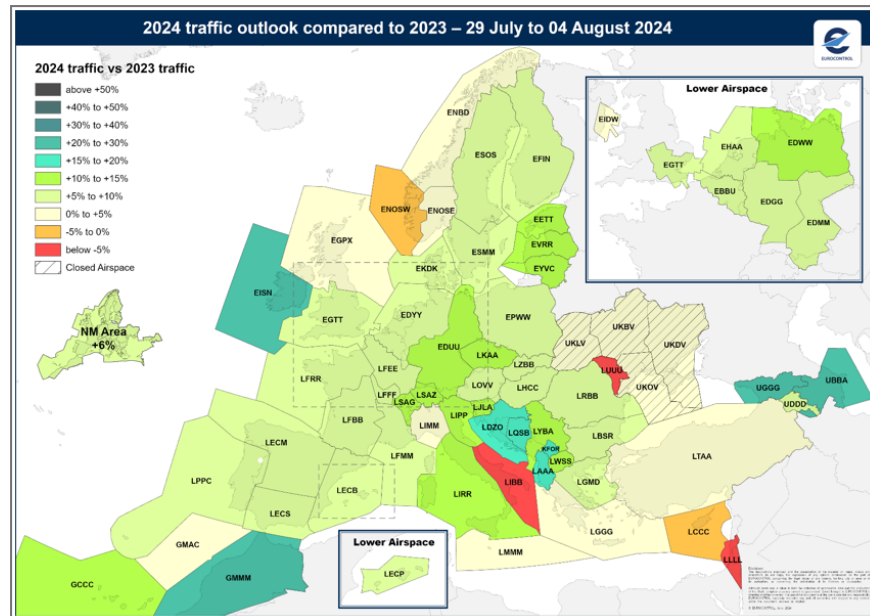 2024 traffic outlook compared to 2023 – 29 July to 04 August 2024
EUROCONTROL
2024 traffic vs 2023 traffic
above +50%
+40% to +50%
+30% to +40%
+20% to +30%
+15% to +20%
+10% to +15%
+5% to +10%
0% to +5%
-5% to 0%
below -5%
Closed Airspace
Lower Airspace
EIDW
EGTT
EHAA
EDWW
EBBU
EDGG
EDMM
ENBD
ESOS
EFIN
ENOSW
ENOSE
EGPX
EETT
EVRR
EYVC
ESMM
EKDK
EISN
EGTT
EDYY
EPWW
NM Area
+6%
EDUU
LKAA
UKLV
UKBV
UKDV
LUUU
UKOV
LFEE
LZBB
LFRR
LOVV
LHCC
LRBB
LFFF
LSAZ
LSAG
LJLA
LIPP
LIMM
LFBB
LDZO
LQSB
LYBA
KFOR
LWSS
LAAA
LBSR
UGGG
UBBA
UDDD
LTAA
LFMM
LECM
LPPC
LECB
LECS
LIRR
LIBB
LGMD
LGGG
LMMM
LCCC
LLLL
GMAC
GCCC
GMMM
Lower Airspace
LECP